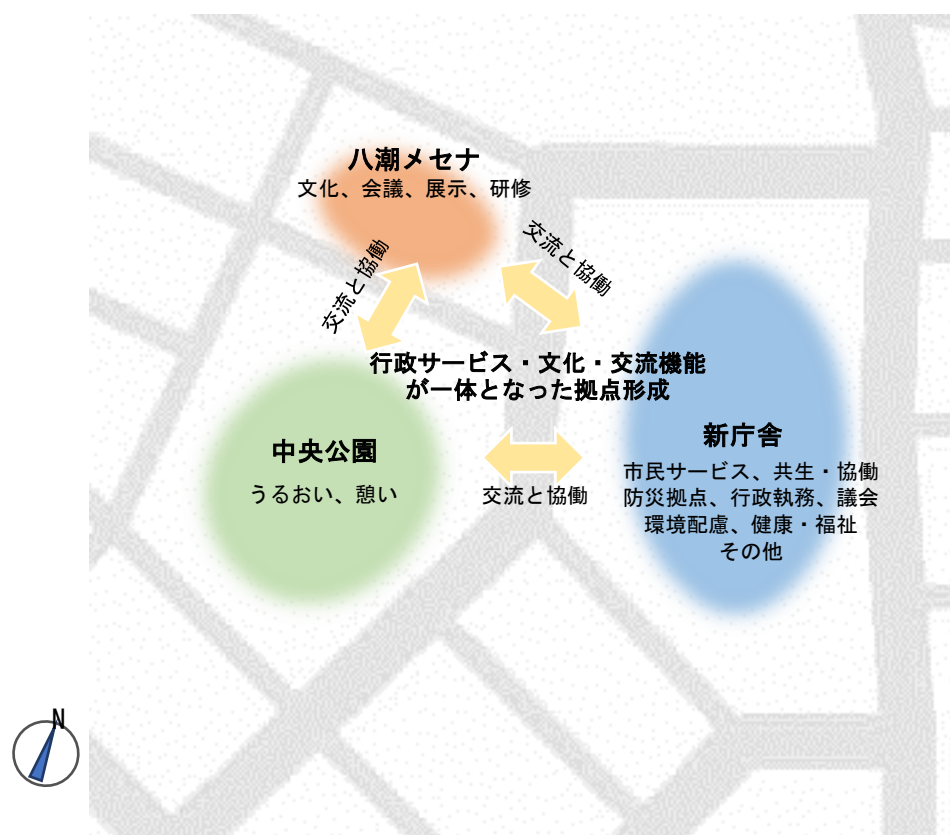 八潮メセナ
文化、会議、展示、研修
交流と協働
交流と協働
行政サービス・文化・交流機能
が一体となった拠点形成
中央公園
うるおい、憩い
交流と協働
新庁舎
市民サービス、共生・協働
防災拠点、行政執務、議会
環境配慮、健康・福祉
その他
N